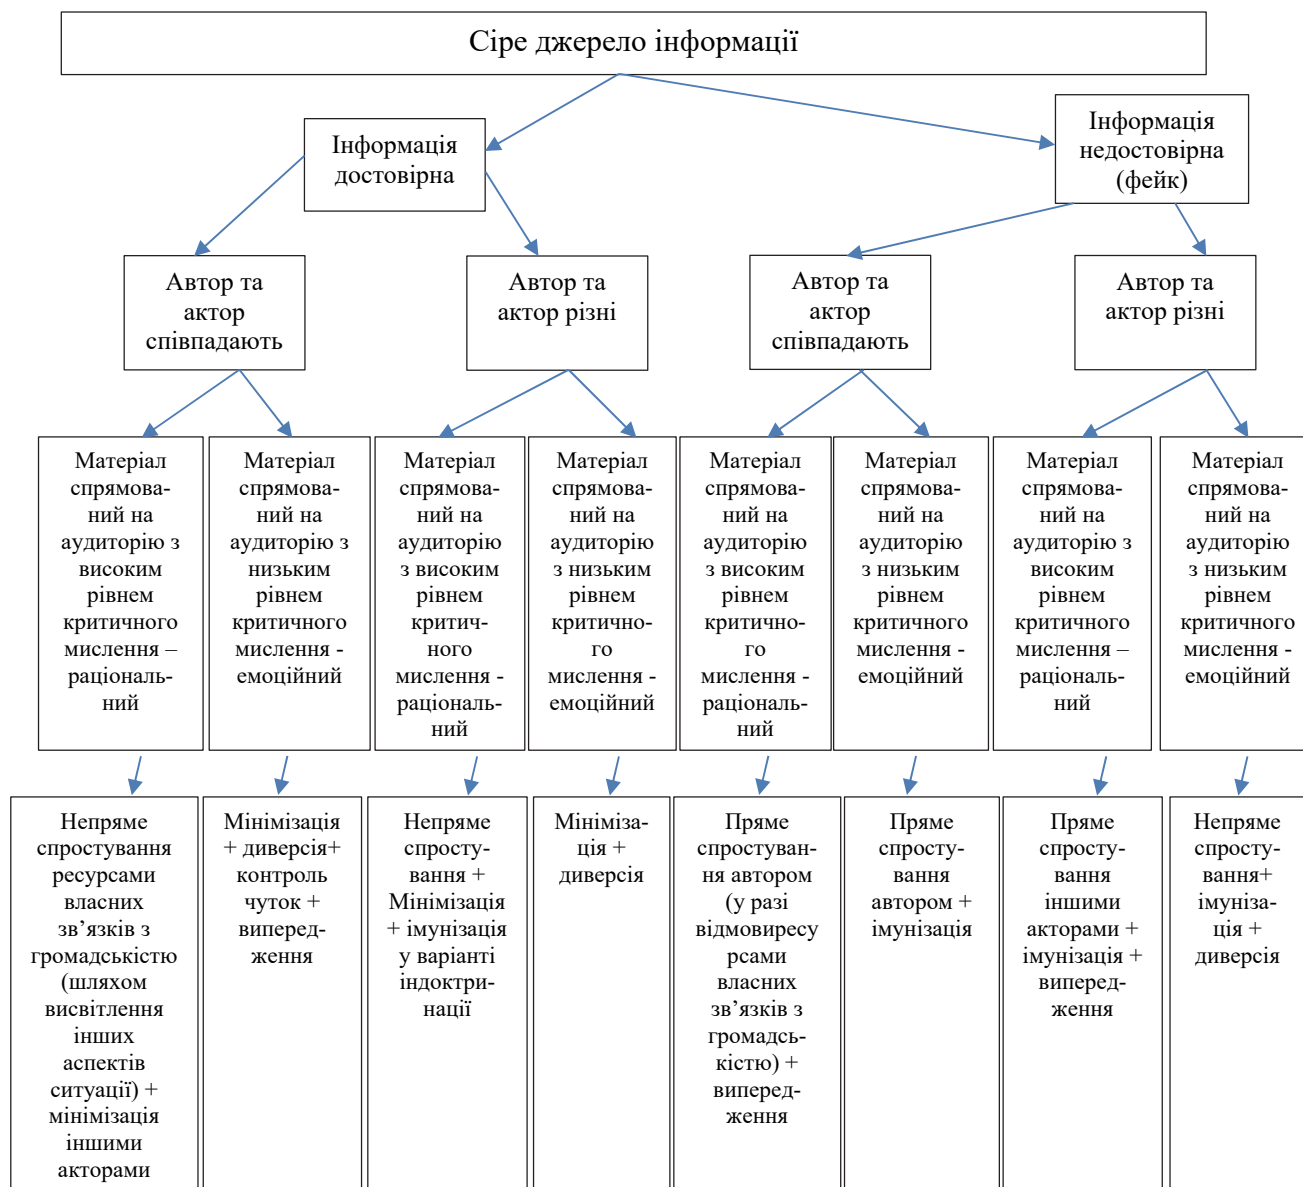 Сіре джерело інформації
Інформація
достовірна
Інформація
недостовірна
(фейк)
Автор та
актор
співпадають
Автор та
актор різні
Автор та
актор
співпадають
Автор та
актор різні
Матеріал
спрямова-
ний на
аудиторію з
високим
рівнем
критичного
мислення –
раціональ-
ний
Матеріал
спрямова-
ний на
аудиторію з
низьким
рівнем
критичного
мислення -
емоційний
Матеріал
спрямова-
ний на
аудиторію
з високим
рівнем
критич-
ного
мислення -
раціональ-
ний
Матеріал
спрямова-
ний на
аудиторію
з низьким
рівнем
критично-
го
мислення -
емоційний
Матеріал
спрямова-
ний на
аудиторію
з високим
рівнем
критично-
го
мислення -
раціональ-
ний
Матеріал
спрямова-
ний на
аудиторію
з низьким
рівнем
критичного
мислення -
емоційний
Матеріал
спрямова-
ний на
аудиторію з
високим
рівнем
критичного
мислення –
раціональ-
ний
Матеріал
спрямова-
ний на
аудиторію
з низьким
рівнем
критичного
мислення -
емоційний
Непряме
спростування
ресурсами
власних
зв’язків з
громадськістю
(шляхом
висвітлення
інших
аспектів
ситуації) +
мінімізація
іншими
акторами
Мінімізація
+ диверсія+
контроль
чуток +
виперед-
ження
Непряме
спросту-
вання +
Мінімізація
+ імунізація
у варіанті
індоктри-
нації
Мініміза-
ція +
диверсія
Пряме
спростуван-
ня автором
(у разі
відмовиресу
рсами
власних
зв’язків з
громадсь-
кістю) +
виперед-
ження
Пряме
спросту-
вання
автором +
імунізація
Пряме
спросту-
вання
іншими
акторами +
імунізація +
виперед-
ження
Непряме
спросту-
вання+
імуніза-
ція +
диверсія